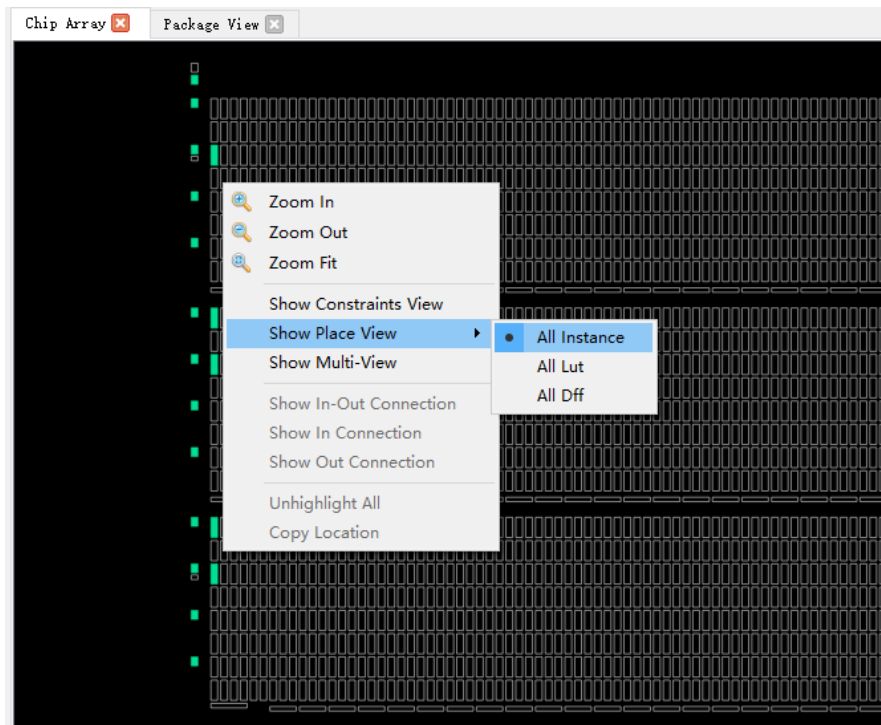 Chip Array Package View
Zoom In
Zoom Out
Zoom Fit
Show Constraints View
Show Place View
Show Multi-View
Show In-Out Connection
Show In Connection
Show Out Connection
Unhighlight All
Copy Location
All Instance
All Lut
All Dff